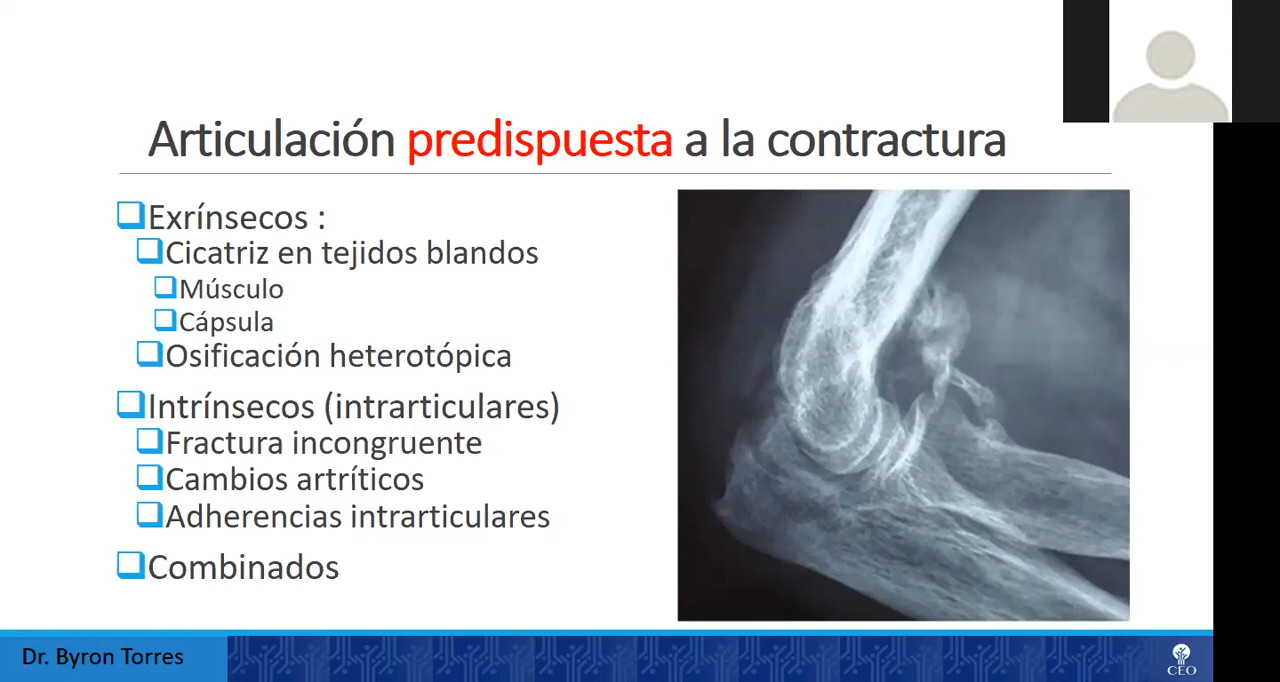 Articulación predispuesta a la contractura
Exrínsecos :
Cicatriz en tejidos blandos
Músculo
Cápsula
Osificación heterotópica
Intrínsecos (intrarticulares)
Fractura incongruente
Cambios artríticos
Adherencias intrarticulares
Combinados
Dr. Byron Torres
CEO